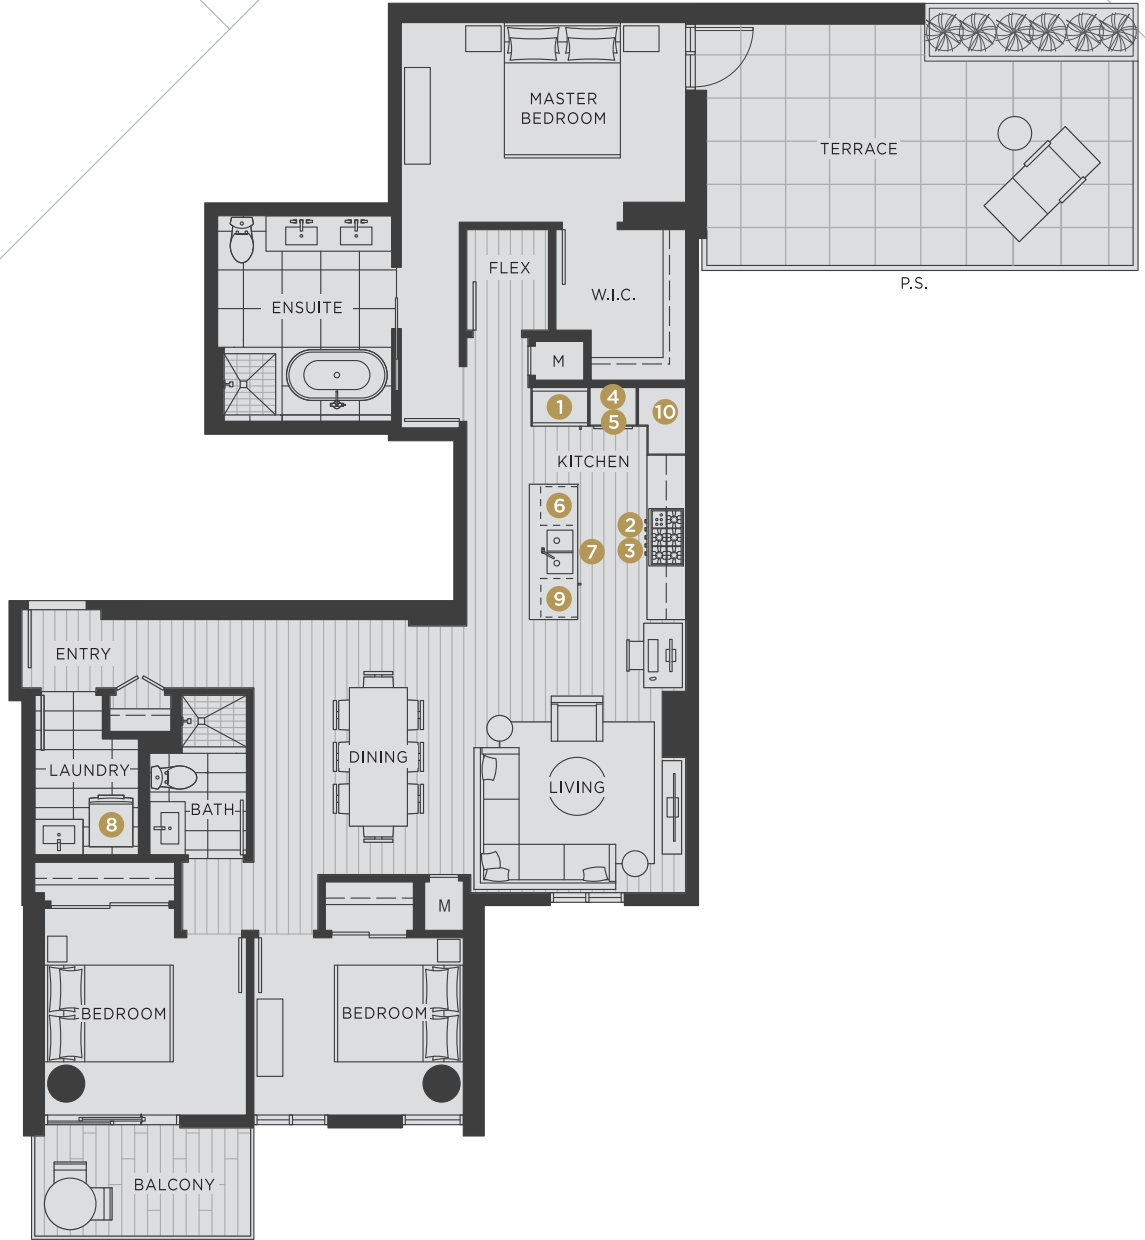 MASTER
BEDROOM
TERRACE
P.S.
FLEX
W.I.C.
ENSUITE
M
1
4
5
10
KITCHEN
6
2
7
3
9
ENTRY
DINING
LAUNDRY
LIVING
BATH
8
M
BEDROOM
BEDROOM
BALCONY